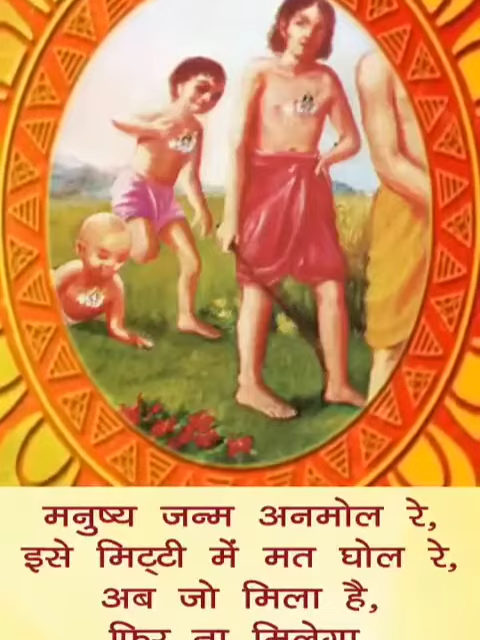 मनुष्य जन्म अनमोल रे,
इसे मिट्टी में मत घोल रे,
अब जो मिला है,
फिर ना मिलेगा